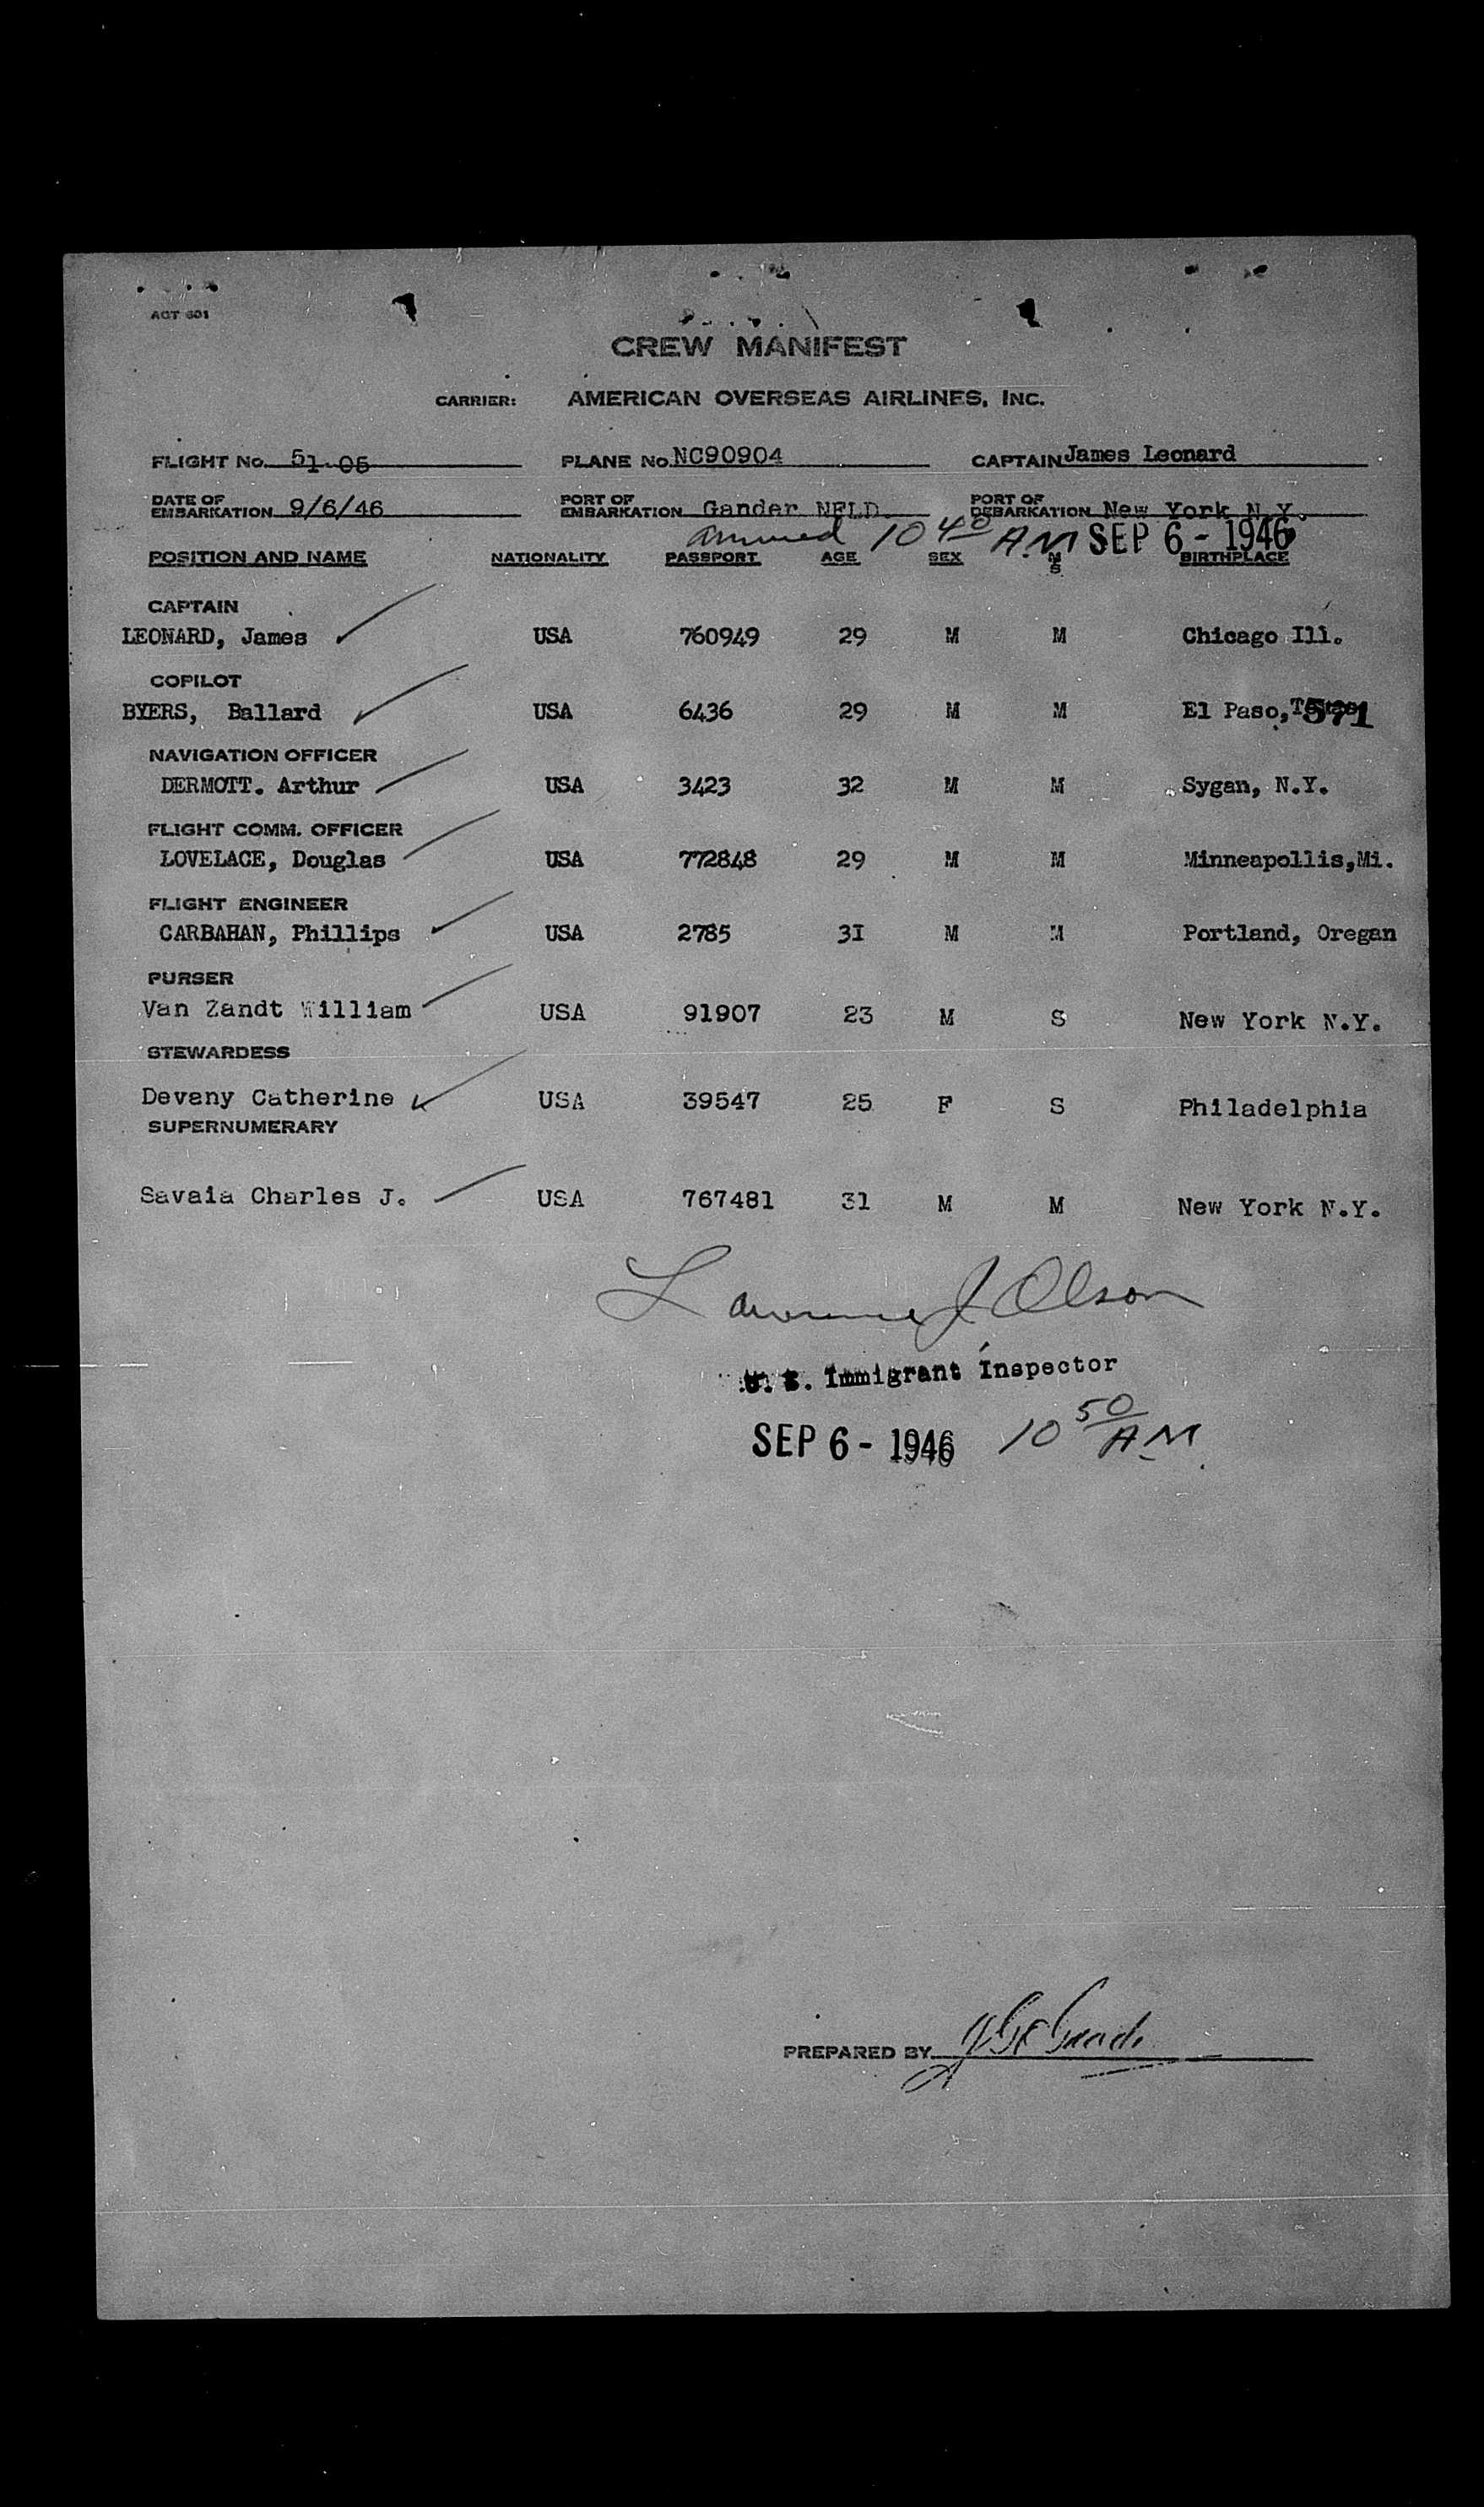 AOT 601
CREW MANIFEST
CARRIER: AMERICAN OVERSEAS AIRLINES, INC.
FLIGHT No. 51-05 PLANE No. NC90904 CAPTAIN James Leonard
DATE OF EMBARKATION 9/6/46 PORT OF EMBARKATION Gander NFLD. PORT OF DEBARKATION New York N.Y.
arrived 10 40 A.M SEP 6 - 1946
POSITION AND NAME NATIONALITY PASSPORT AGE SEX M S BIRTHPLACE
CAPTAIN
LEONARD, James USA 760949 29 M M Chicago Ill.
COPILOT
BYERS, Ballard USA 6436 29 M M El Paso, 571
NAVIGATION OFFICER
DERMOTT. Arthur USA 3423 32 M M Sygan, N.Y.
FLIGHT COMM. OFFICER
LOVELACE, Douglas USA 772848 29 M M Minneapollis,Mi.
FLIGHT ENGINEER
CARBAHAN, Phillips USA 2785 3I M M Portland, Oregan
PURSER
Van Zandt William USA 91907 23 M S New York N.Y.
STEWARDESS
Devany Catherine USA 39547 25 F S Philadelphia
SUPERNUMERARY
Savaia Charles J. USA 767481 31 M M New York N.Y.
Lawrence J Olson
U. S. Immigrant Inspector
SEP 6 - 1946 10 50 AM
PREPARED BY